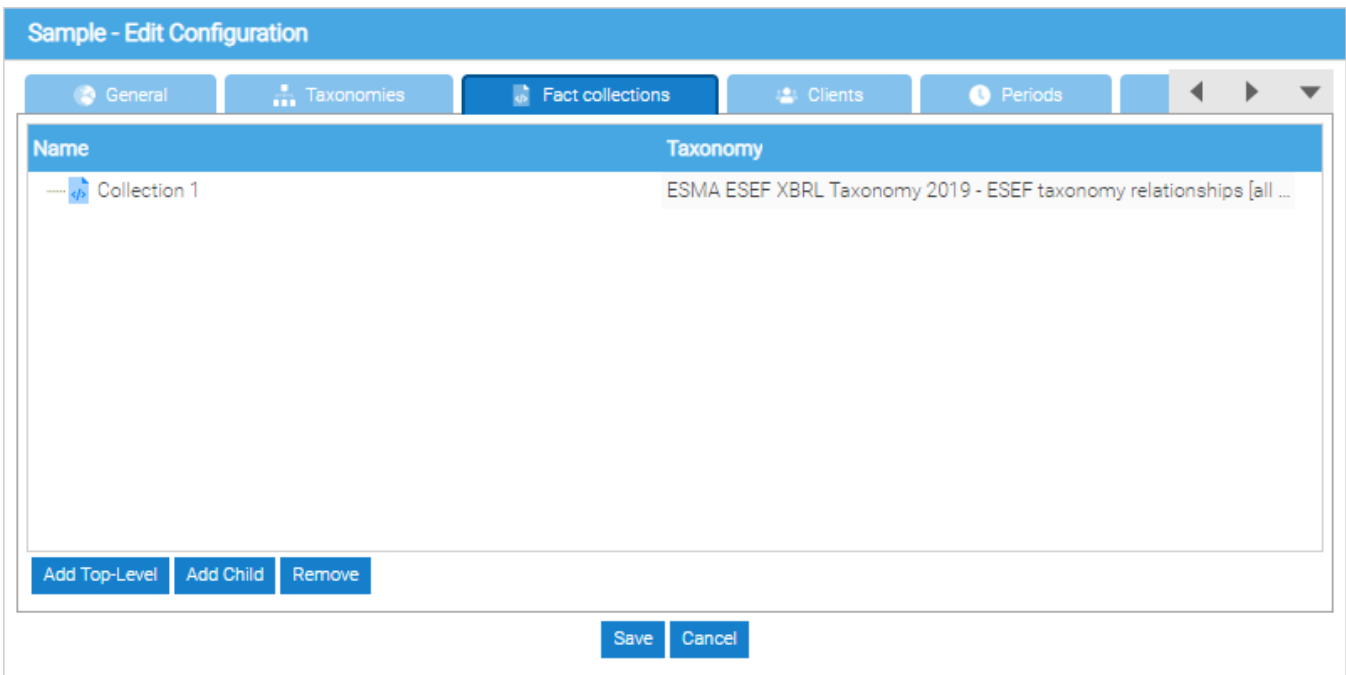 Sample - Edit Configuration
General Taxonomies Fact collections Clients Periods
Name Taxonomy
Collection 1 ESMA ESEF XBRL Taxonomy 2019 - ESEF taxonomy relationships [all ...
Add Top-Level Add Child Remove
Save Cancel